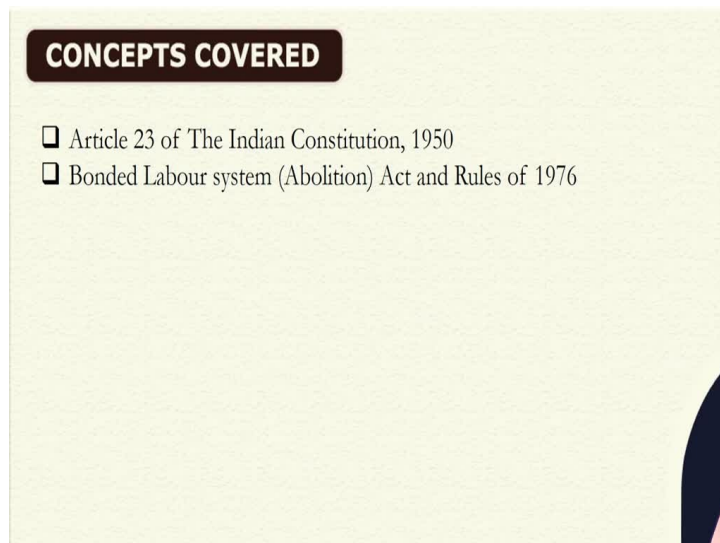 CONCEPTS COVERED
Article 23 of The Indian Constitution, 1950
Bonded Labour system (Abolition) Act and Rules of 1976